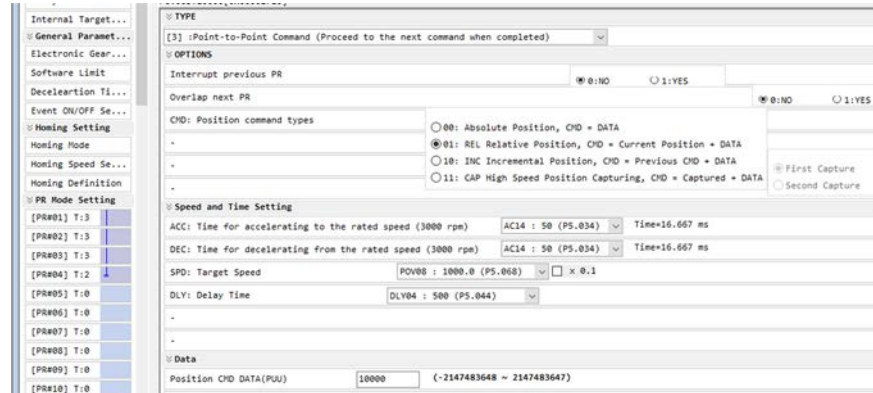 Internal Target...
General Paramet...
Electronic Gear...
Software Limit
Deceleartion Ti...
Event ON/OFF Se...
Homing Setting
Homing Mode
Homing Speed Se...
Homing Definition
PR Mode Setting
[PR#01] T:3
[PR#02] T:3
[PR#03] T:3
[PR#04] T:2
[PR#05] T:0
[PR#06] T:0
[PR#07] T:0
[PR#08] T:0
[PR#09] T:0
[PR#10] T:0
TYPE
[3] :Point-to-Point Command (Proceed to the next command when completed)
OPTIONS
Interrupt previous PR 0:NO 1:YES
Overlap next PR 0:NO 1:YES
CMD: Position command types
00: Absolute Position, CMD = DATA
01: REL Relative Position, CMD = Current Position + DATA
10: INC Incremental Position, CMD = Previous CMD + DATA
11: CAP High Speed Position Capturing, CMD = Captured + DATA
First Capture
Second Capture
-
-
-
Speed and Time Setting
ACC: Time for accelerating to the rated speed (3000 rpm) AC14 : 50 (P5.034) Time=16.667 ms
DEC: Time for decelerating from the rated speed (3000 rpm) AC14 : 50 (P5.034) Time=16.667 ms
SPD: Target Speed POV08 : 1000.0 (P5.068) x 0.1
DLY: Delay Time DLY04 : 500 (P5.044)
-
-
Data
Position CMD DATA(PUU) 10000 (-2147483648 ~ 2147483647)